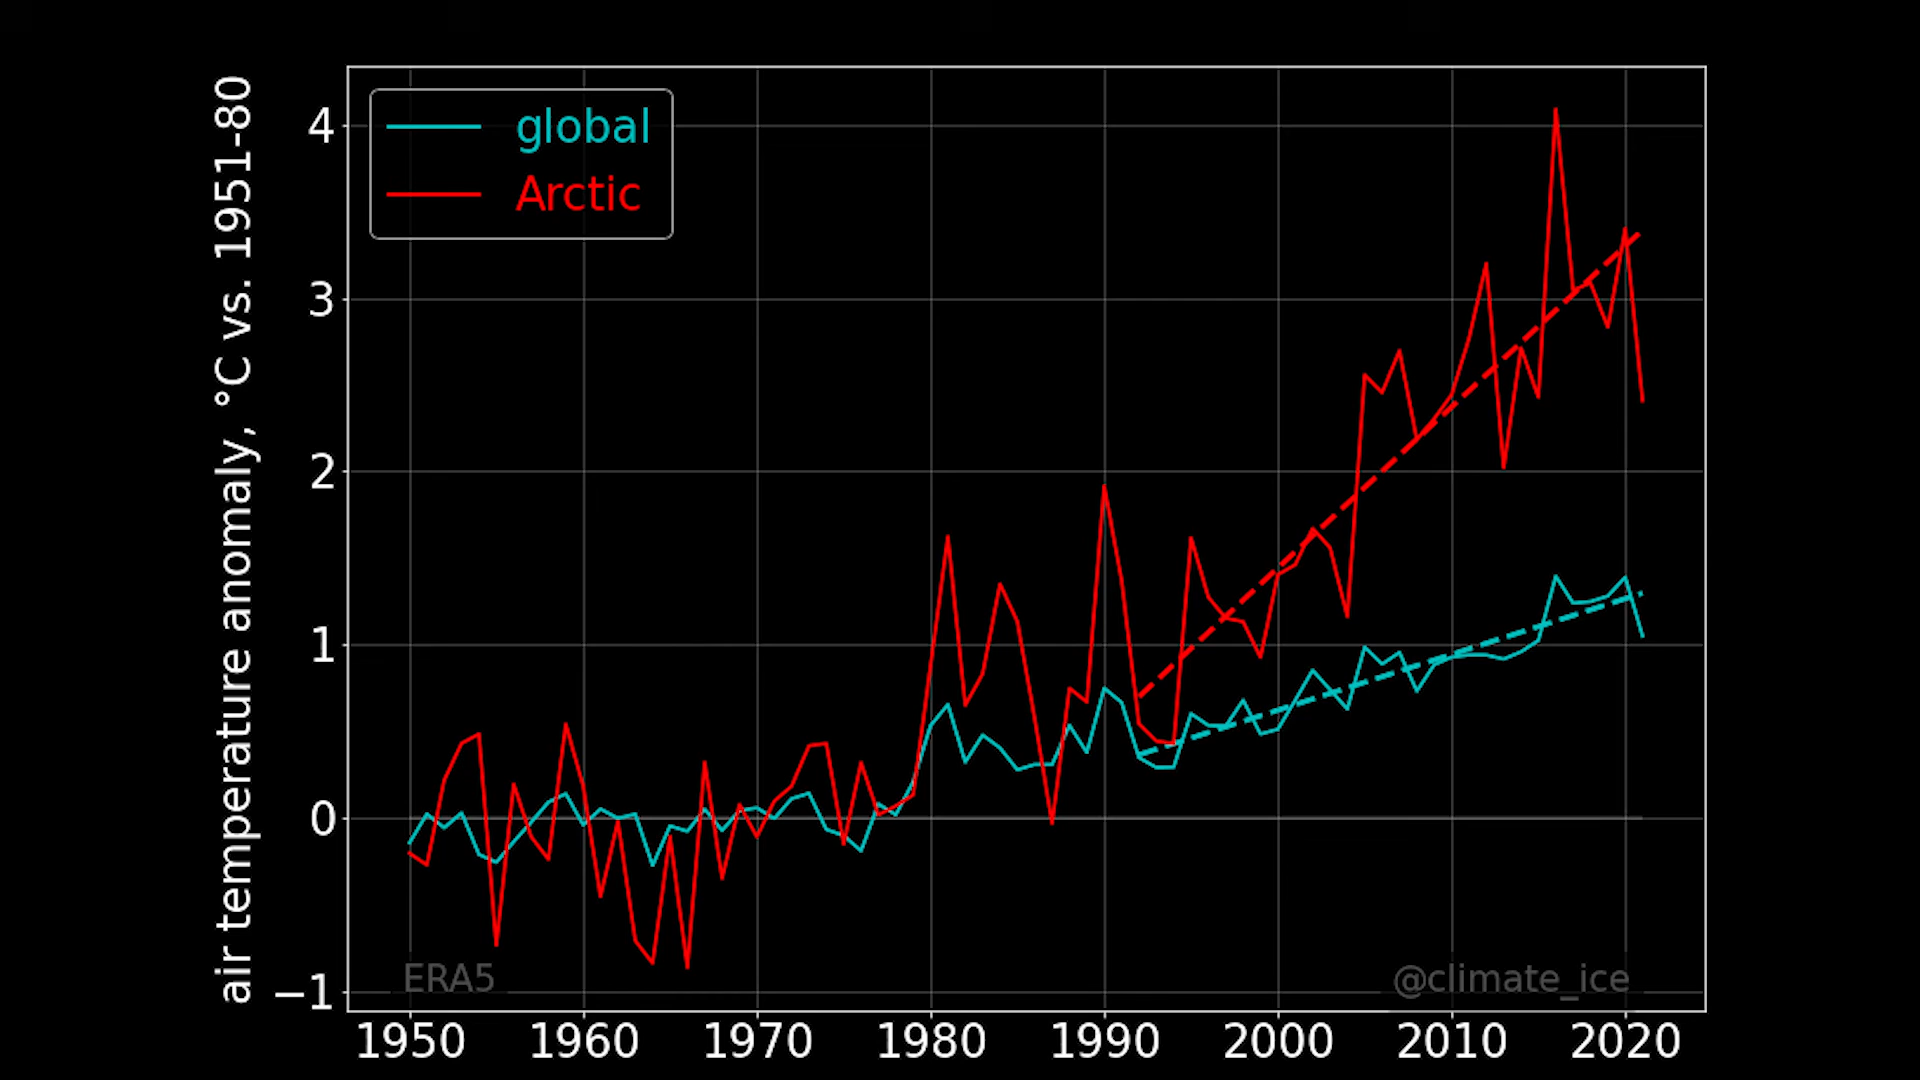 air temperature anomaly, °C vs. 1951-80
4
3
2
1
0
−1
global
Arctic
ERA5
@climate_ice
1950 1960 1970 1980 1990 2000 2010 2020